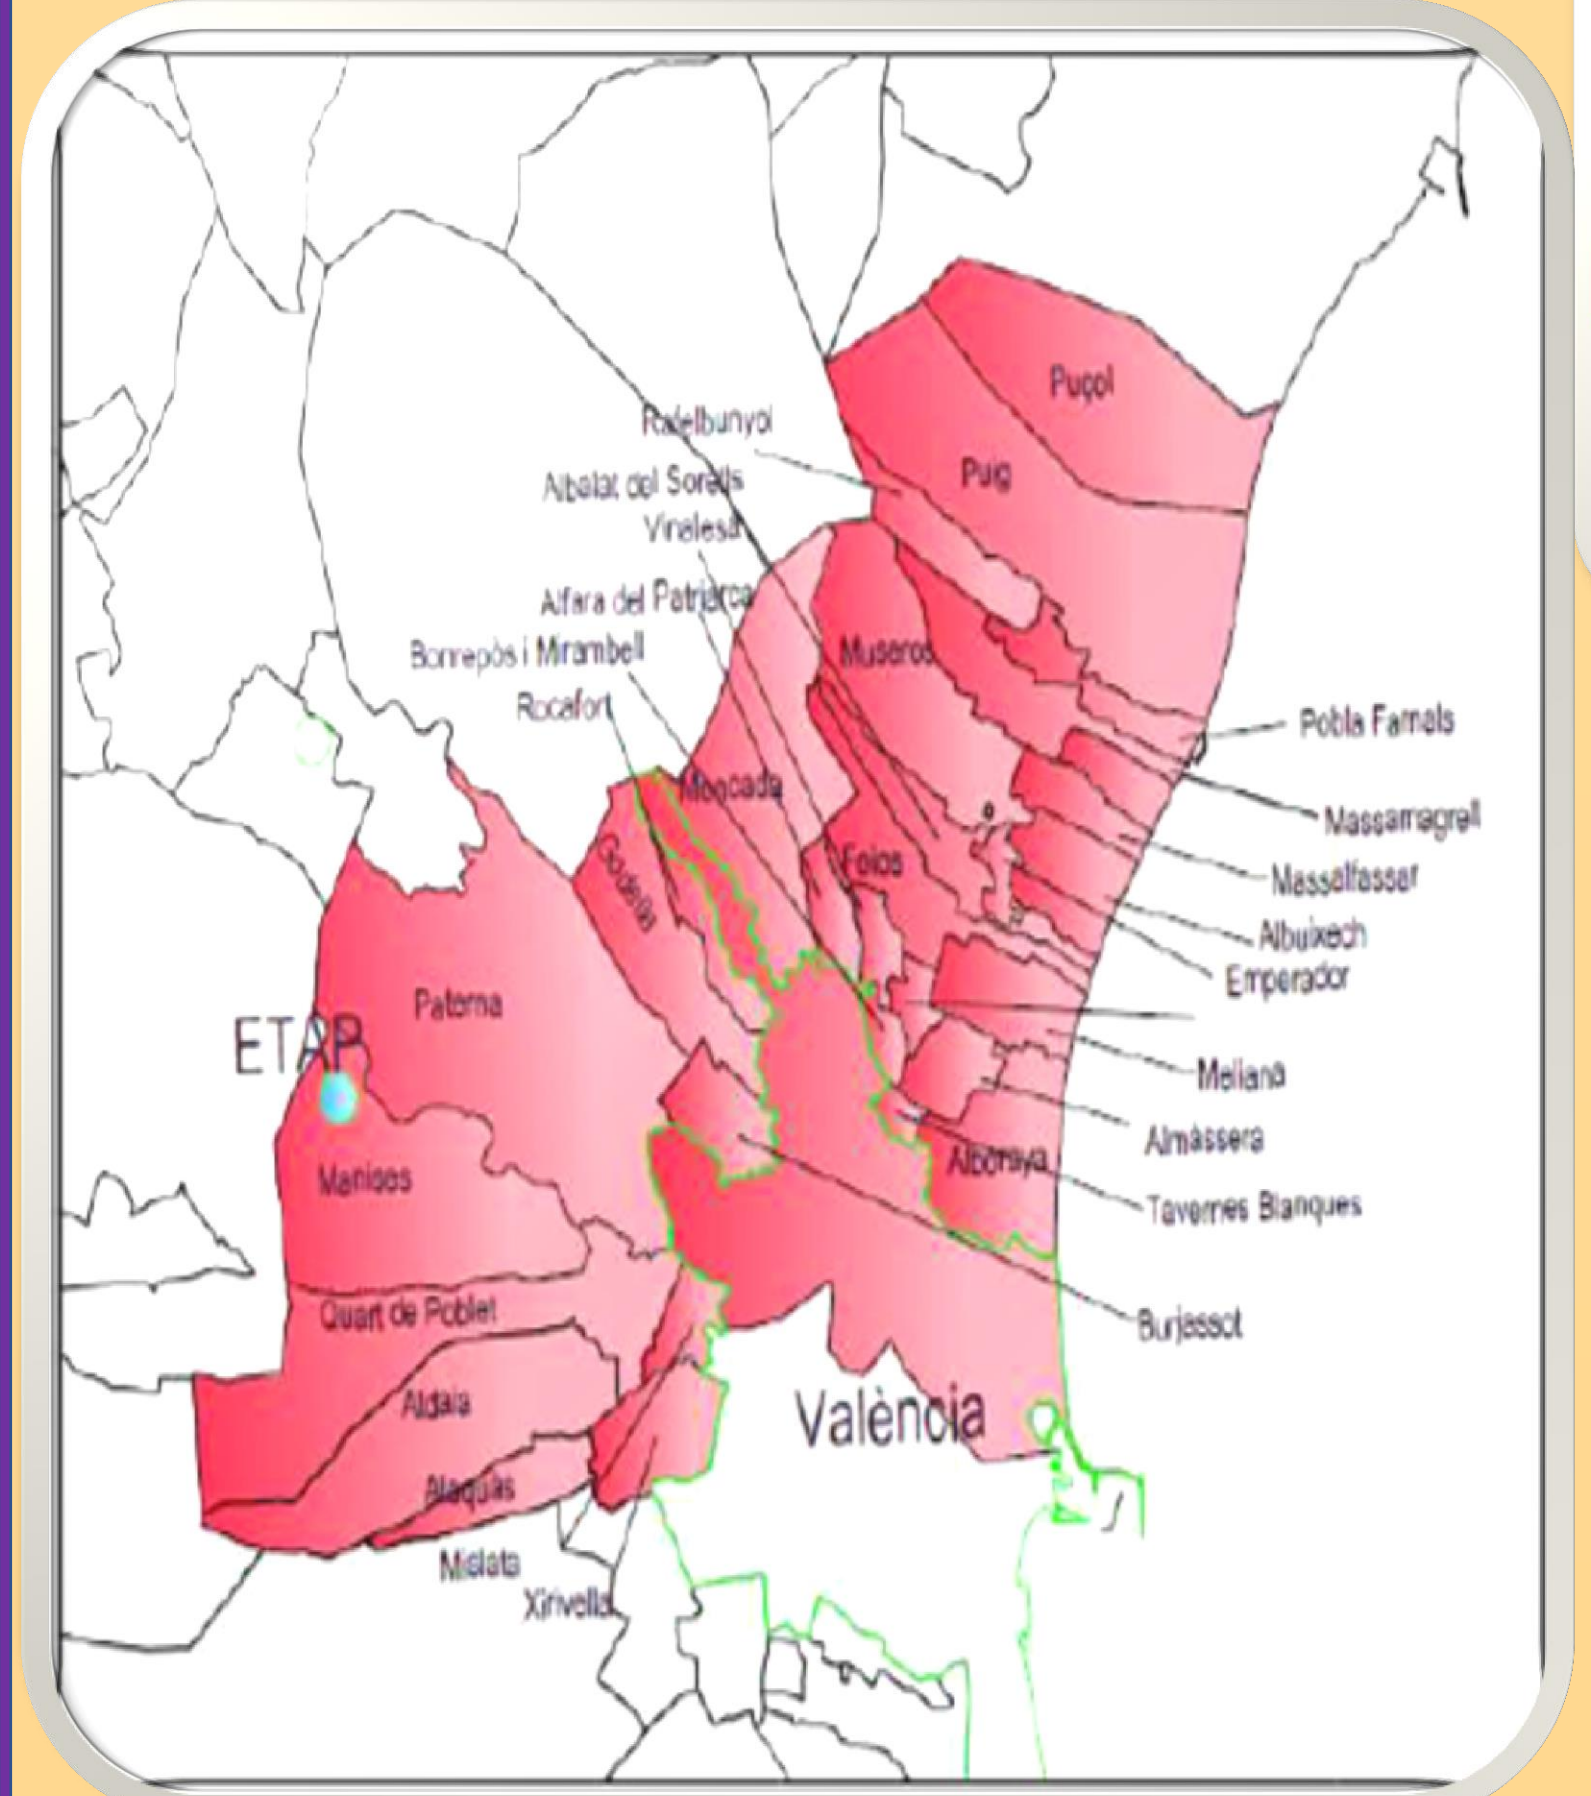 Puçol
Rafelbunyol
Puig
Albalat del Sorells
Vinalesa
Alfara del Patriarca
Bonrepòs i Mirambell
Museros
Rocafort
Pobla Farnals
Moncada
Massamagrell
Godella
Foios
Massalfassar
Albuixech
Emperador
Paterna
ETAP
Meliana
Almàssera
Alboraya
Manises
Tavernes Blanques
Quart de Poblet
Burjassot
Aldaia
València
Alaquàs
Mislata
Xirivella